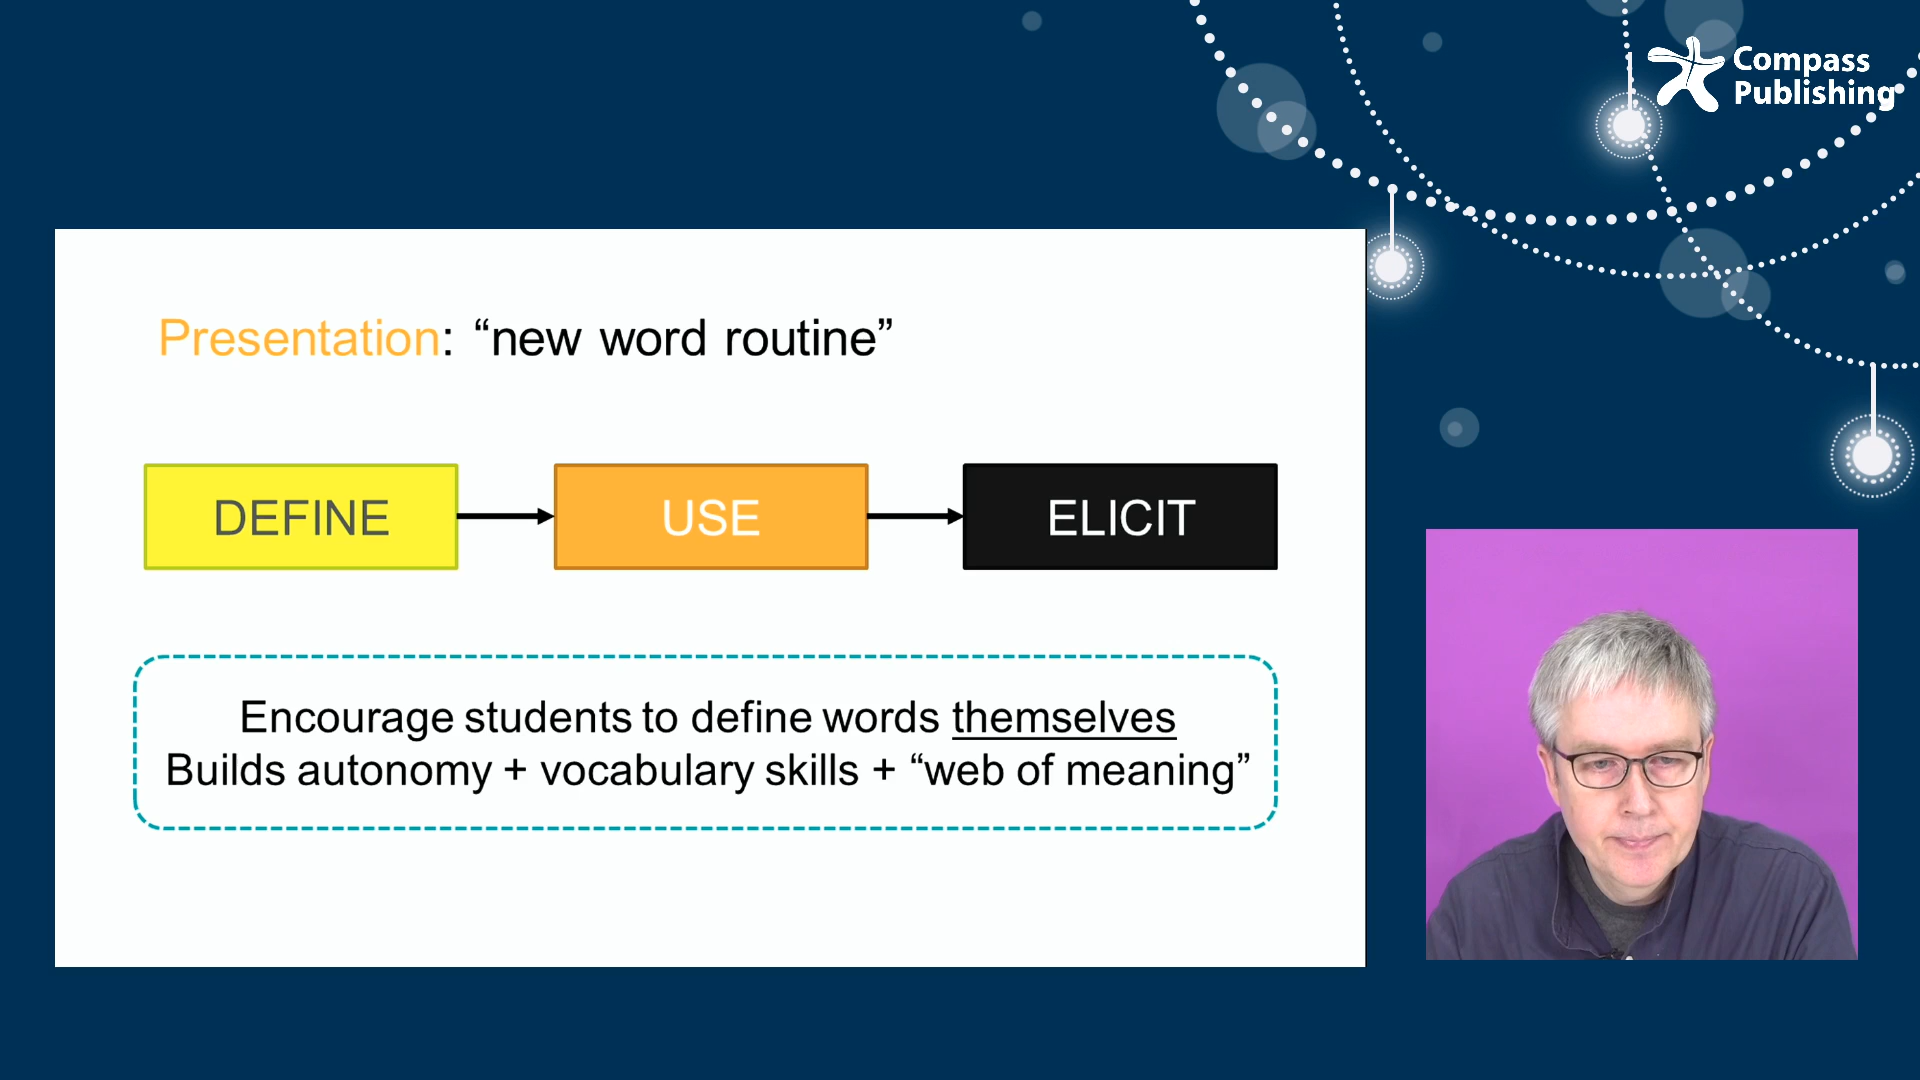 Compass
Publishing
Presentation: “new word routine”
DEFINE
USE
ELICIT
Encourage students to define words themselves
Builds autonomy + vocabulary skills + “web of meaning”